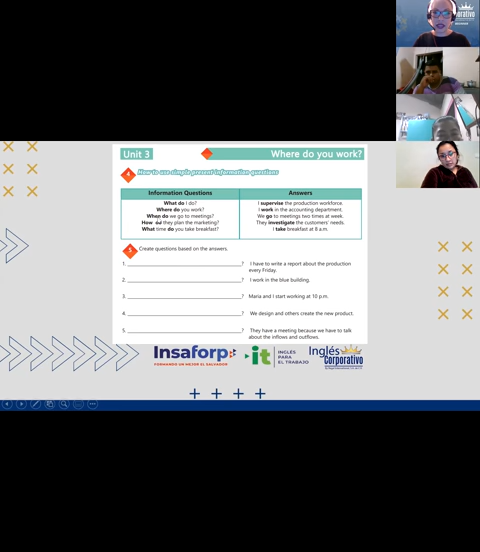 Unit 3
Where do you work?
4 How to use simple present information questions
Information Questions
Answers
What do I do?
Where do you work?
When do we go to meetings?
How do they plan the marketing?
What time do you take breakfast?
I supervise the production workforce.
I work in the accounting department.
We go to meetings two times at week.
They investigate the customers' needs.
I take breakfast at 8 a.m.
Create questions based on the answers.
1. ? I have to write a report about the production
every Friday.
2. ? I work in the blue building.
3. ? Maria and I start working at 10 p.m.
4. ? We design and others create the new product.
5. ? They have a meeting because we have to talk
about the inflows and outflows.
Insaforp
FORMANDO UN MEJOR EL SALVADOR
it
INGLÉS
PARA
EL TRABAJO
Inglés
Corporativo